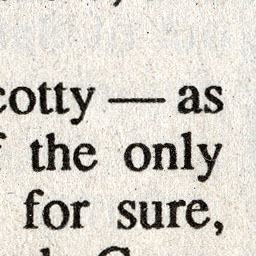 cotty — as
f the only
for sure,